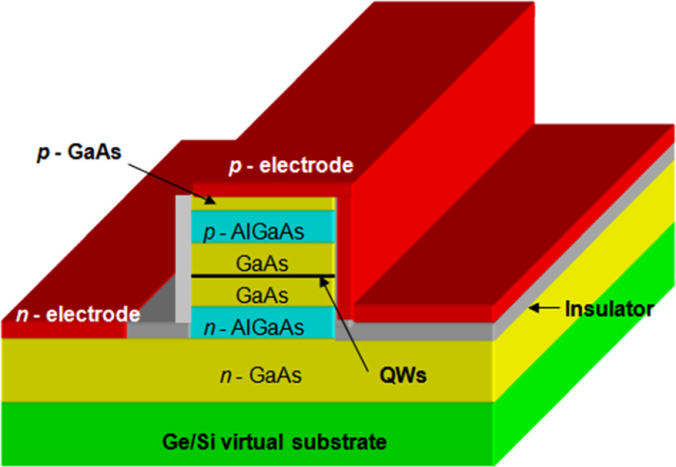 p - GaAs
p - electrode
p - AlGaAs
GaAs
GaAs
n - electrode
n - AlGaAs
Insulator
n - GaAs
QWs
Ge/Si virtual substrate